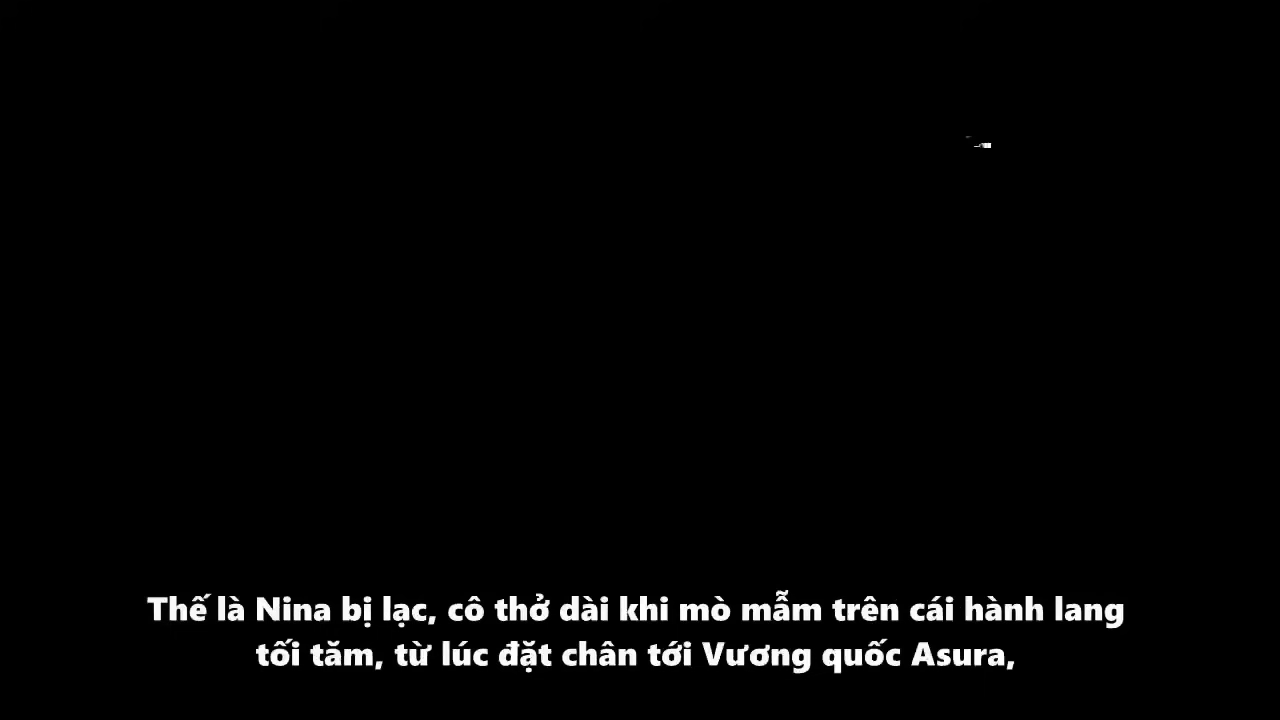 Thế là Nina bị lạc, cô thở dài khi mò mẫm trên cái hành lang
tối tăm, từ lúc đặt chân tới Vương quốc Asura,